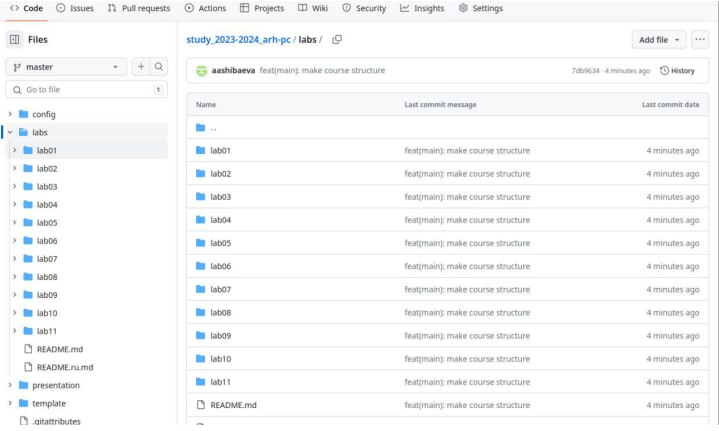 Code Issues Pull requests Actions Projects Wiki Security Insights Settings
Files
master
Go to file t
config
labs
lab01
lab02
lab03
lab04
lab05
lab06
lab07
lab08
lab09
lab10
lab11
README.md
README.ru.md
presentation
template
.gitattributes
study_2023-2024_arh-pc / labs /
Add file
aashibaeva feat(main): make course structure 7db9634 · 4 minutes ago History
Name Last commit message Last commit date
..
lab01 feat(main): make course structure 4 minutes ago
lab02 feat(main): make course structure 4 minutes ago
lab03 feat(main): make course structure 4 minutes ago
lab04 feat(main): make course structure 4 minutes ago
lab05 feat(main): make course structure 4 minutes ago
lab06 feat(main): make course structure 4 minutes ago
lab07 feat(main): make course structure 4 minutes ago
lab08 feat(main): make course structure 4 minutes ago
lab09 feat(main): make course structure 4 minutes ago
lab10 feat(main): make course structure 4 minutes ago
lab11 feat(main): make course structure 4 minutes ago
README.md feat(main): make course structure 4 minutes ago